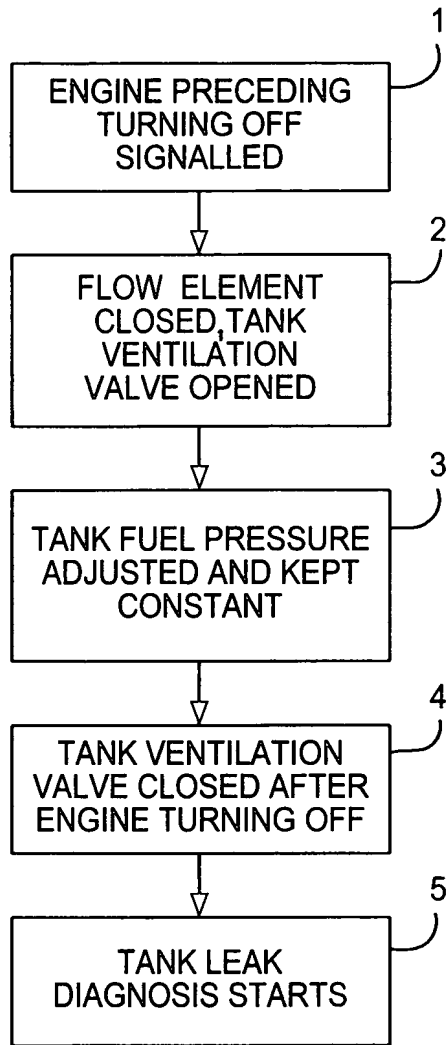 1
ENGINE PRECEDING
TURNING OFF
SIGNALLED
2
FLOW ELEMENT
CLOSED,TANK
VENTILATION
VALVE OPENED
3
TANK FUEL PRESSURE
ADJUSTED AND KEPT
CONSTANT
4
TANK VENTILATION
VALVE CLOSED AFTER
ENGINE TURNING OFF
5
TANK LEAK
DIAGNOSIS STARTS